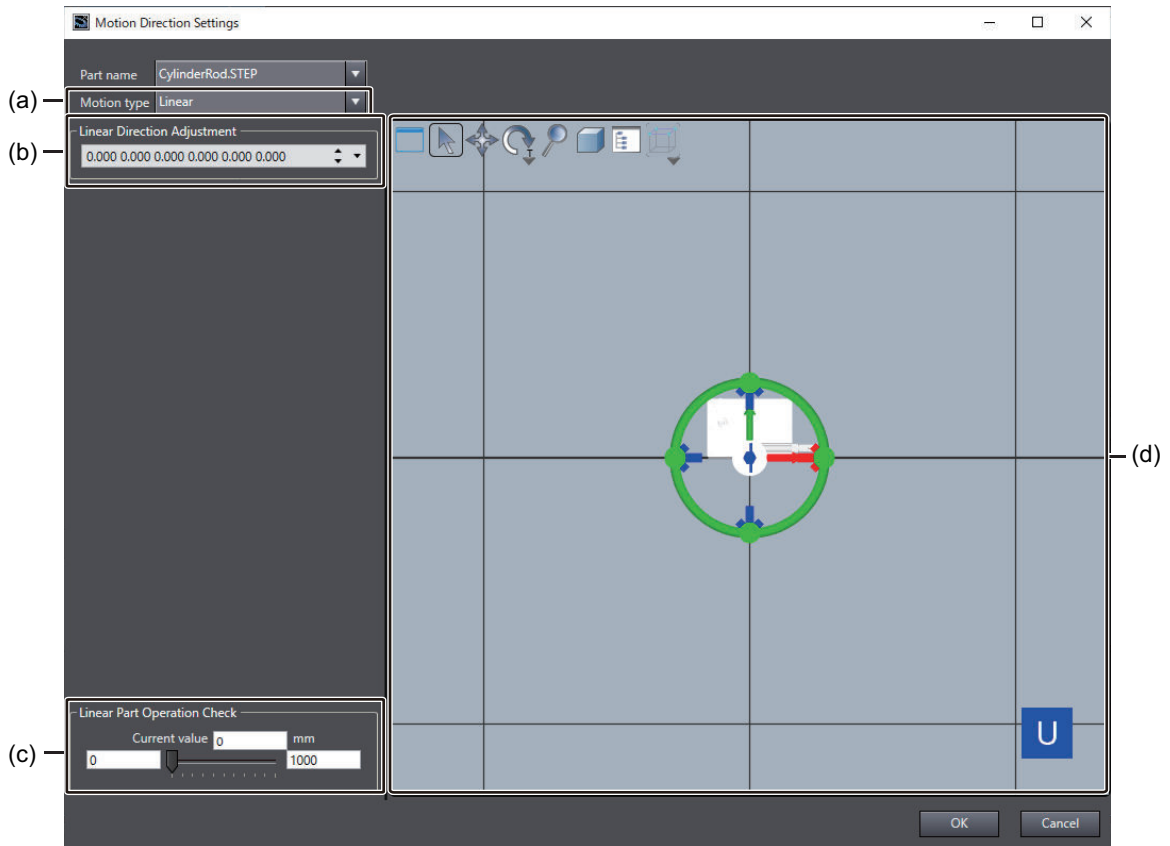 Motion Direction Settings
Part name CylinderRod.STEP
(a) Motion type Linear
(b) Linear Direction Adjustment
0.000 0.000 0.000 0.000 0.000 0.000
(d)
U
(c) Linear Part Operation Check
Current value 0 mm
0 1000
OK Cancel